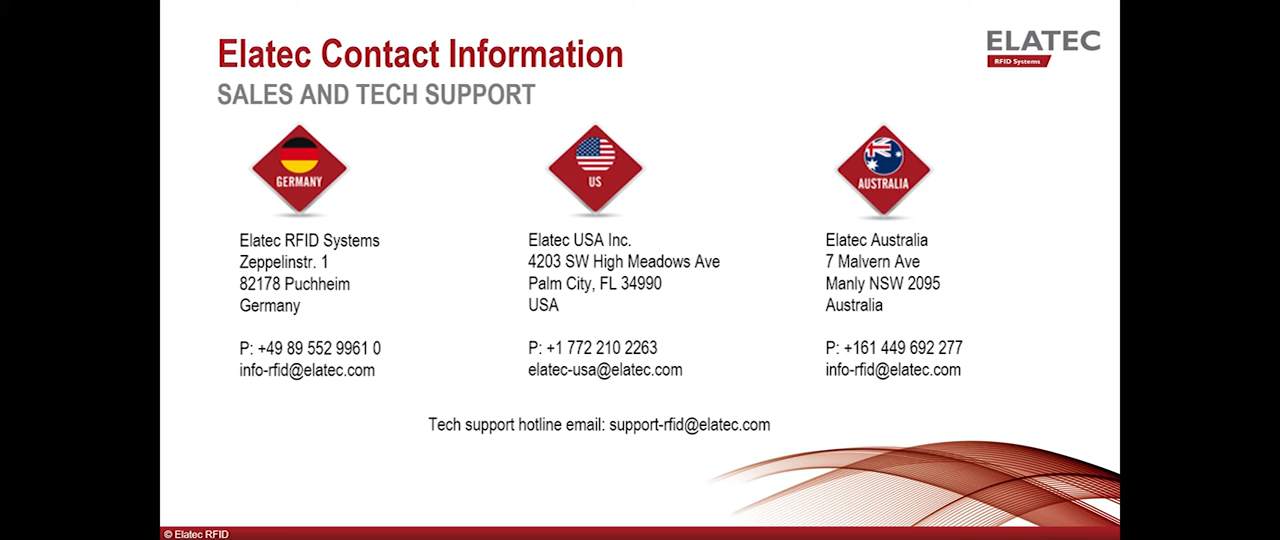 Elatec Contact Information
SALES AND TECH SUPPORT
ELATEC
RFID Systems
GERMANY
US
AUSTRALIA
Elatec RFID Systems
Zeppelinstr. 1
82178 Puchheim
Germany
P: +49 89 552 9961 0
info-rfid@elatec.com
Elatec USA Inc.
4203 SW High Meadows Ave
Palm City, FL 34990
USA
P: +1 772 210 2263
elatec-usa@elatec.com
Elatec Australia
7 Malvern Ave
Manly NSW 2095
Australia
P: +161 449 692 277
info-rfid@elatec.com
Tech support hotline email: support-rfid@elatec.com
© Elatec RFID